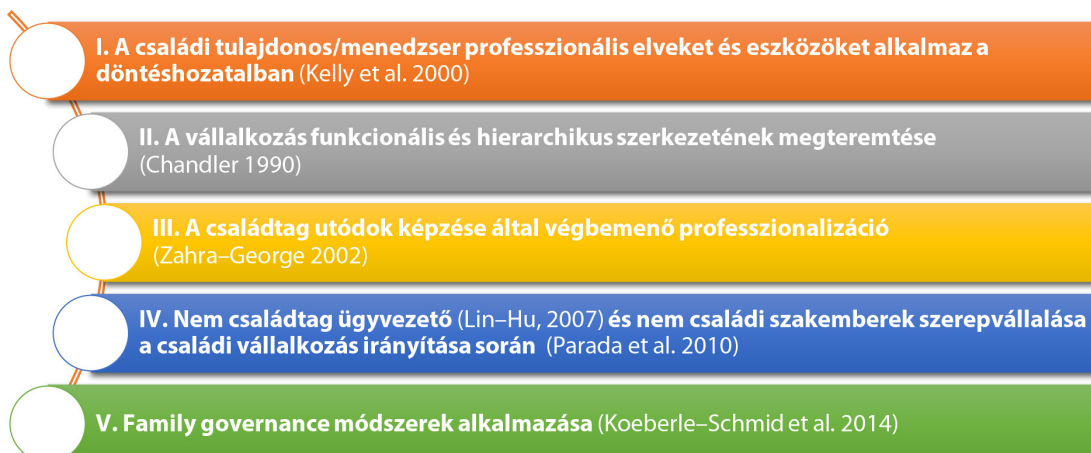 I. A családi tulajdonos/menedzser professzionális elveket és eszközöket alkalmaz a
döntéshozatalban (Kelly et al. 2000)
II. A vállalkozás funkcionális és hierarchikus szerkezetének megteremtése
(Chandler 1990)
III. A családtag utódok képzése által végbemenő professzionalizáció
(Zahra–George 2002)
IV. Nem családtag ügyvezető (Lin–Hu, 2007) és nem családi szakemberek szerepvállalása
a családi vállalkozás irányítása során (Parada et al. 2010)
V. Family governance módszerek alkalmazása (Koeberle–Schmid et al. 2014)